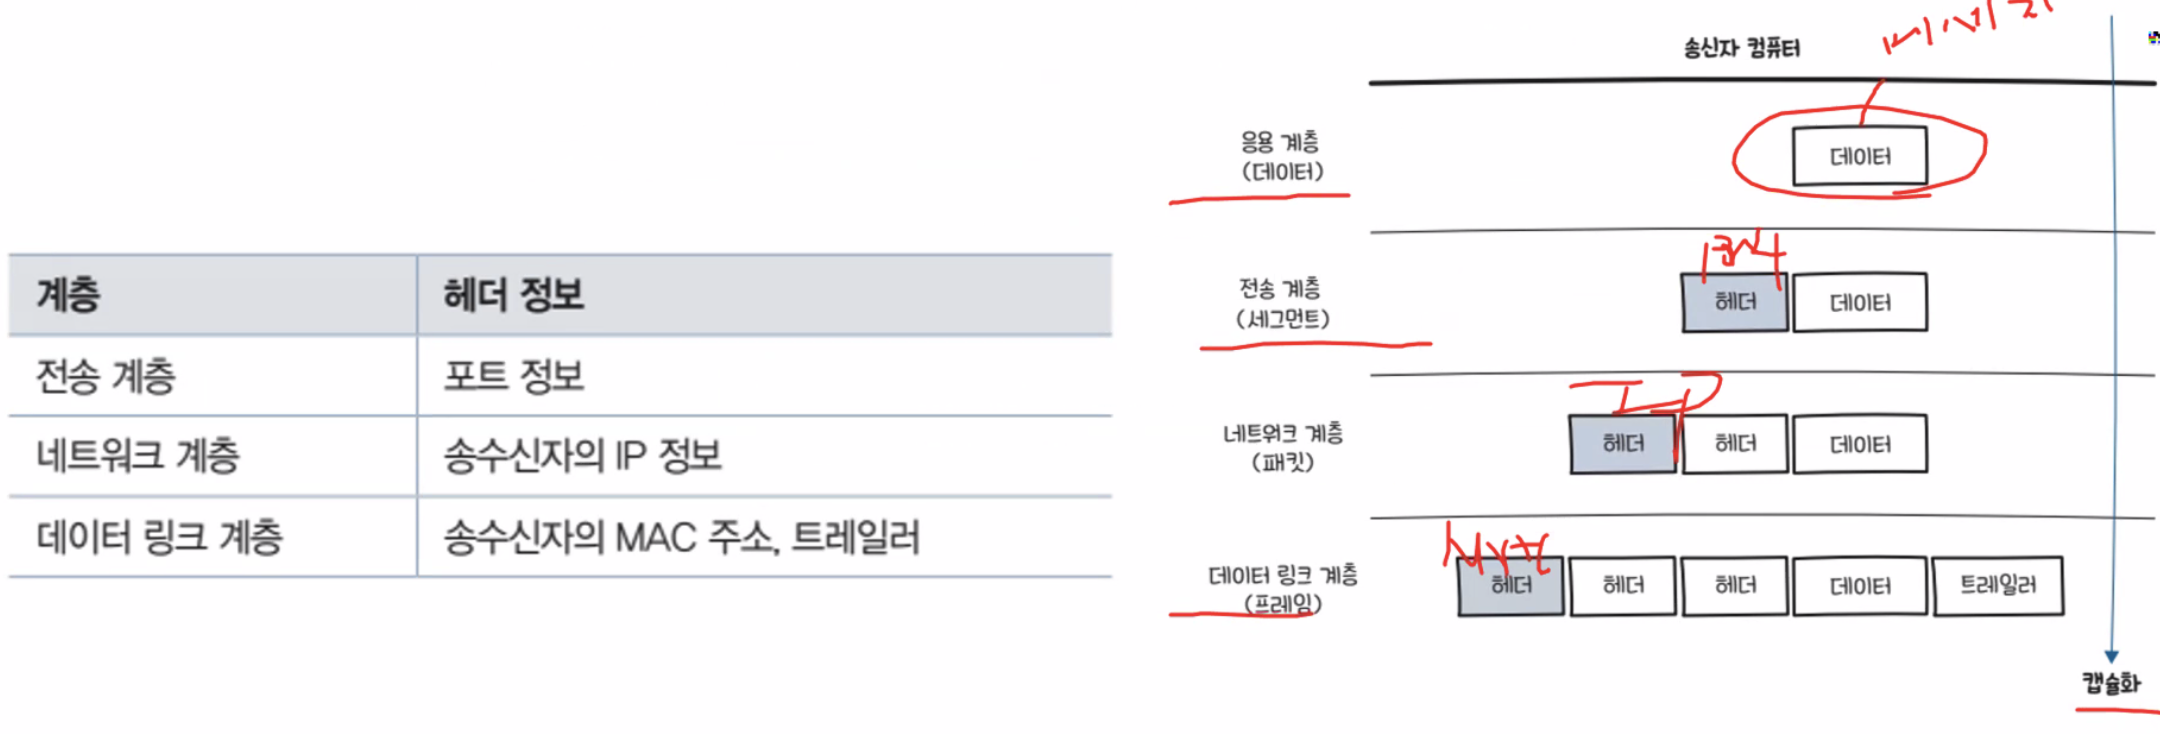 계층 헤더 정보
전송 계층 포트 정보
네트워크 계층 송수신자의 IP 정보
데이터 링크 계층 송수신자의 MAC 주소, 트레일러
송신자 컴퓨터
응용 계층
(데이터)
데이터
전송 계층
(세그먼트)
헤더 데이터
IP
네트워크 계층
(패킷)
헤더 헤더 데이터
데이터 링크 계층
(프레임)
헤더 헤더 헤더 데이터 트레일러
캡슐화